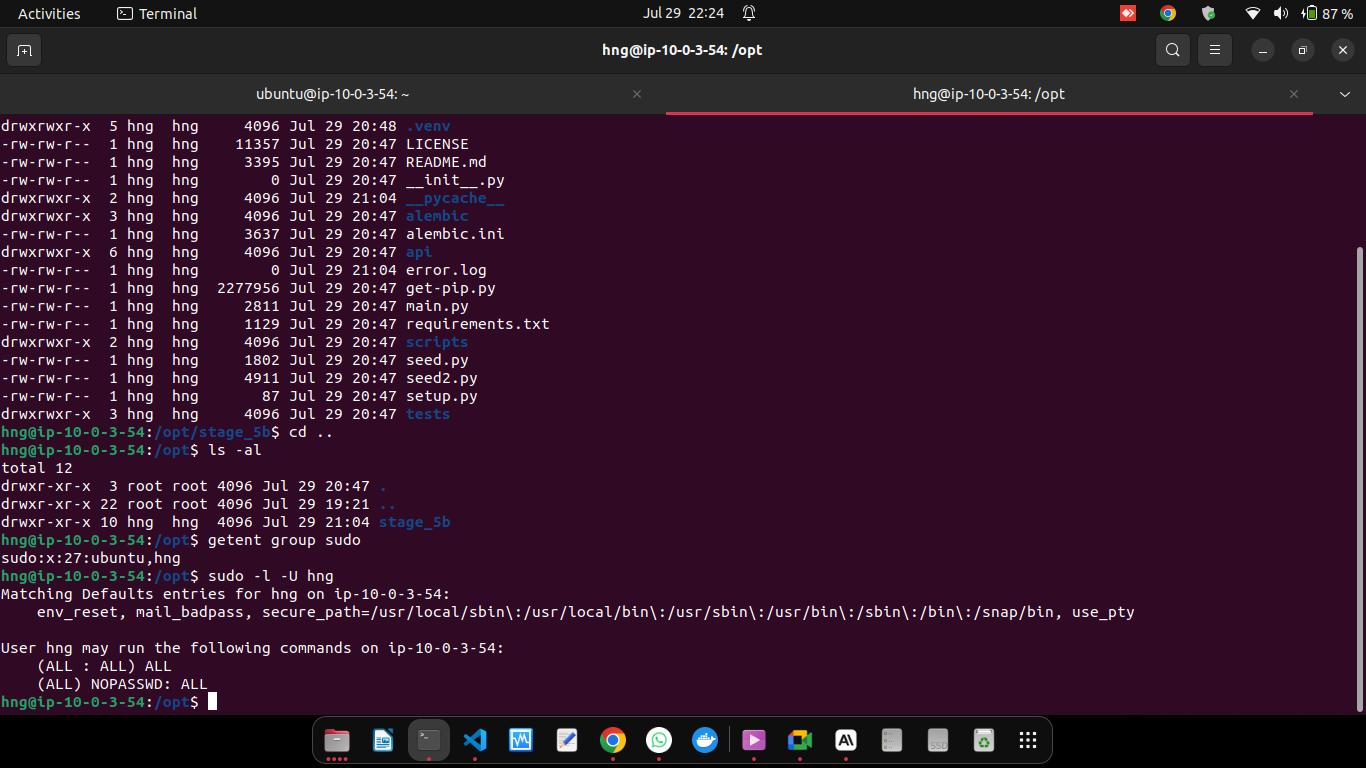 Activities
Terminal
Jul 29 22:24
87 %
hng@ip-10-0-3-54: /opt
ubuntu@ip-10-0-3-54: ~
hng@ip-10-0-3-54: /opt
drwxrwxr-x  5 hng  hng     4096 Jul 29 20:48 .venv
-rw-rw-r--  1 hng  hng    11357 Jul 29 20:47 LICENSE
-rw-rw-r--  1 hng  hng     3395 Jul 29 20:47 README.md
-rw-rw-r--  1 hng  hng        0 Jul 29 20:47 __init__.py
drwxrwxr-x  2 hng  hng     4096 Jul 29 21:04 __pycache__
drwxrwxr-x  3 hng  hng     4096 Jul 29 20:47 alembic
-rw-rw-r--  1 hng  hng     3637 Jul 29 20:47 alembic.ini
drwxrwxr-x  6 hng  hng     4096 Jul 29 20:47 api
-rw-rw-r--  1 hng  hng        0 Jul 29 21:04 error.log
-rw-rw-r--  1 hng  hng  2277956 Jul 29 20:47 get-pip.py
-rw-rw-r--  1 hng  hng     2811 Jul 29 20:47 main.py
-rw-rw-r--  1 hng  hng     1129 Jul 29 20:47 requirements.txt
drwxrwxr-x  2 hng  hng     4096 Jul 29 20:47 scripts
-rw-rw-r--  1 hng  hng     1802 Jul 29 20:47 seed.py
-rw-rw-r--  1 hng  hng     4911 Jul 29 20:47 seed2.py
-rw-rw-r--  1 hng  hng       87 Jul 29 20:47 setup.py
drwxrwxr-x  3 hng  hng     4096 Jul 29 20:47 tests
hng@ip-10-0-3-54:/opt/stage_5b$ cd ..
hng@ip-10-0-3-54:/opt$ ls -al
total 12
drwxr-xr-x  3 root root 4096 Jul 29 20:47 .
drwxr-xr-x 22 root root 4096 Jul 29 19:21 ..
drwxr-xr-x 10 hng  hng  4096 Jul 29 21:04 stage_5b
hng@ip-10-0-3-54:/opt$ getent group sudo
sudo:x:27:ubuntu,hng
hng@ip-10-0-3-54:/opt$ sudo -l -U hng
Matching Defaults entries for hng on ip-10-0-3-54:
    env_reset, mail_badpass, secure_path=/usr/local/sbin\:/usr/local/bin\:/usr/sbin\:/usr/bin\:/sbin\:/bin\:/snap/bin, use_pty
User hng may run the following commands on ip-10-0-3-54:
    (ALL : ALL) ALL
    (ALL) NOPASSWD: ALL
hng@ip-10-0-3-54:/opt$